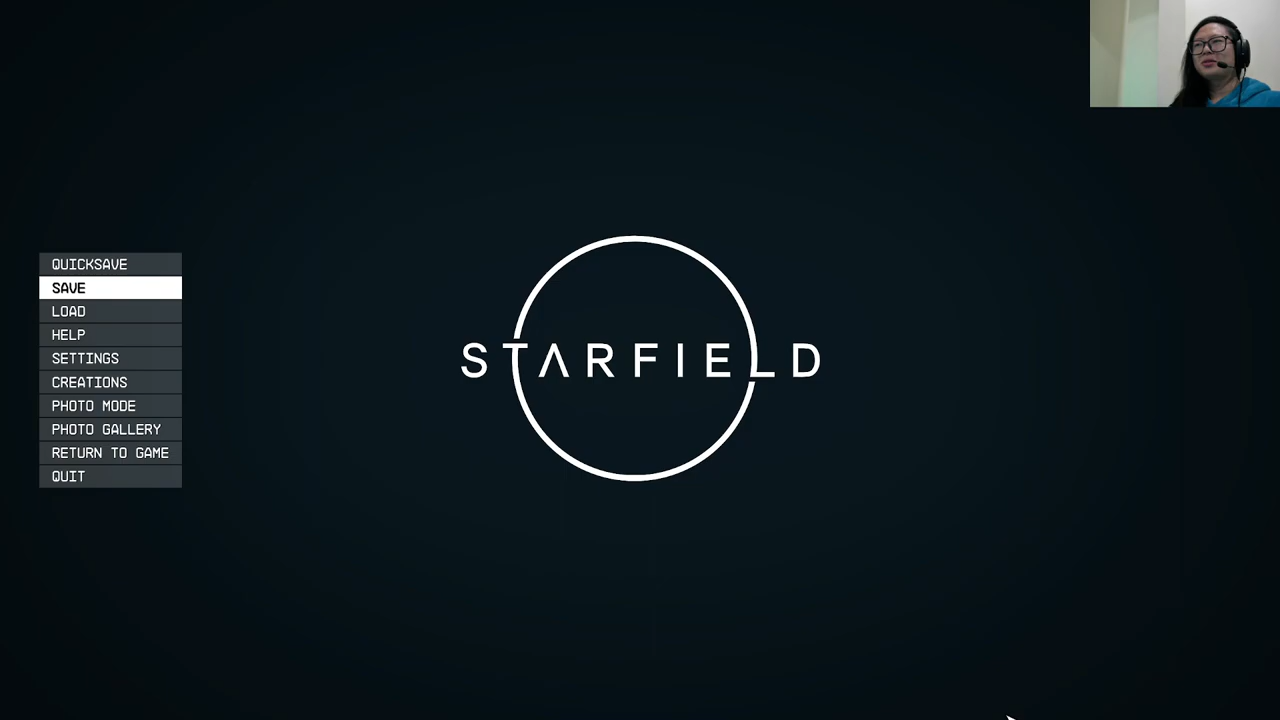 QUICKSAVE
SAVE
LOAD
HELP
SETTINGS
CREATIONS
PHOTO MODE
PHOTO GALLERY
RETURN TO GAME
QUIT
STARFIELD